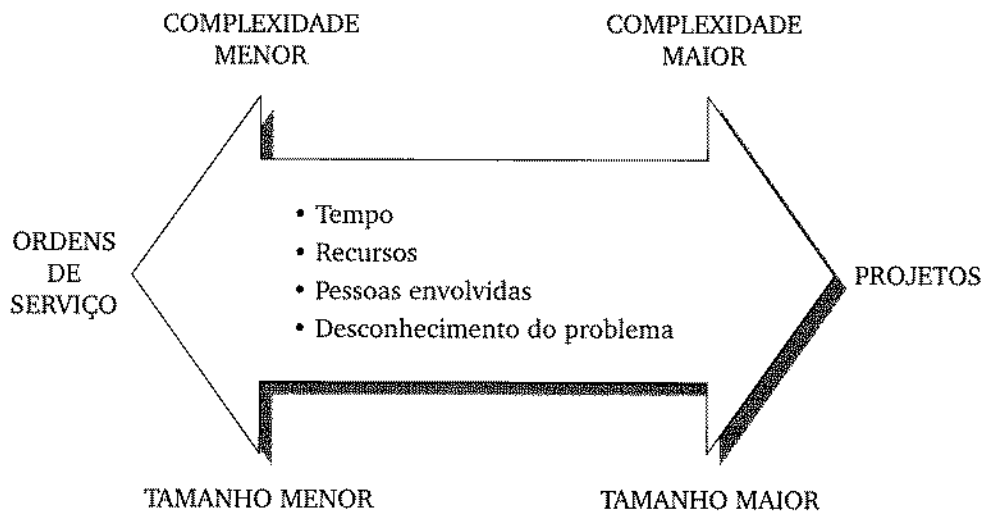 COMPLEXIDADE
MENOR
COMPLEXIDADE
MAIOR
ORDENS
DE
SERVIÇO
• Tempo
• Recursos
• Pessoas envolvidas
• Desconhecimento do problema
PROJETOS
TAMANHO MENOR
TAMANHO MAIOR